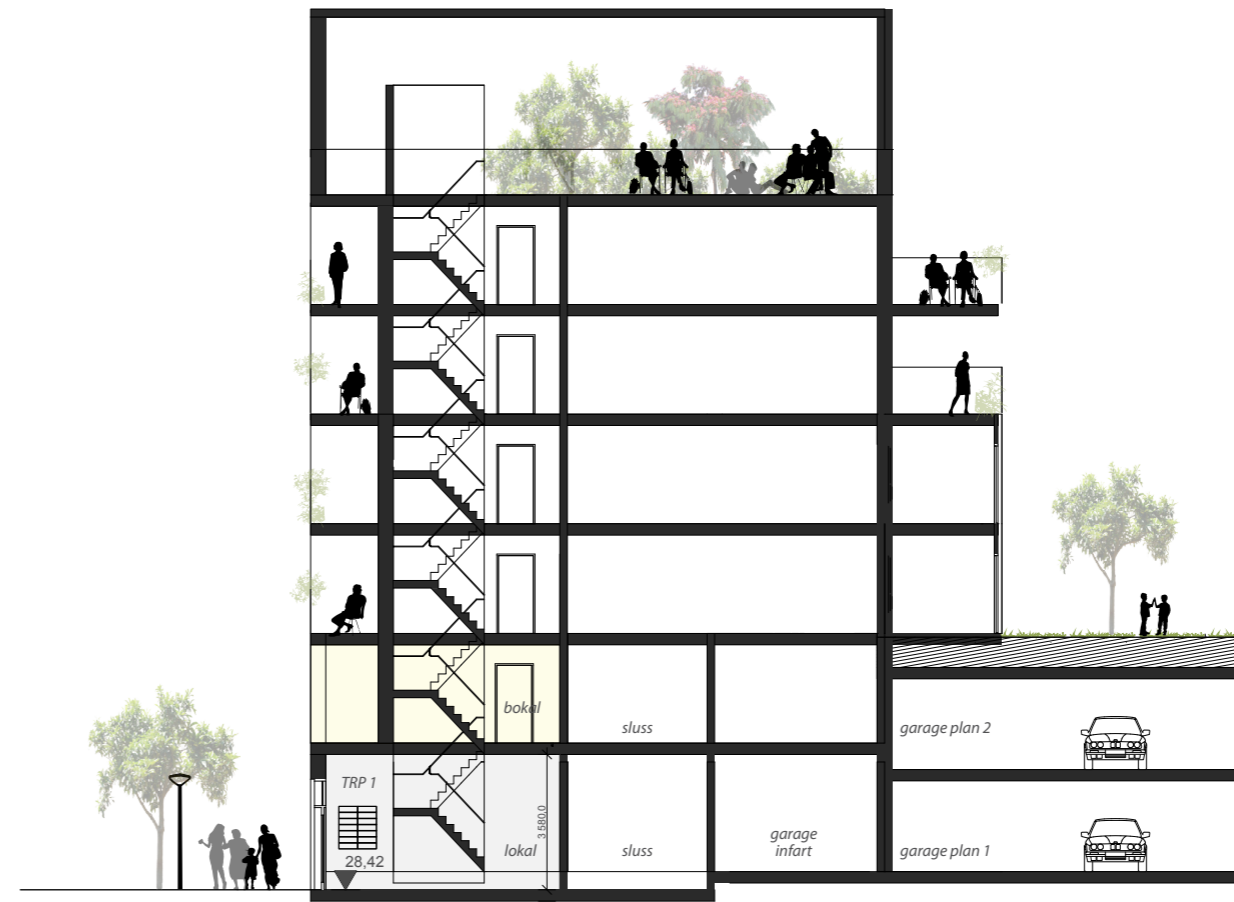 bokal
sluss
garage plan 2
TRP 1
28,42
lokal
3 580,0
sluss
garage
infart
garage plan 1